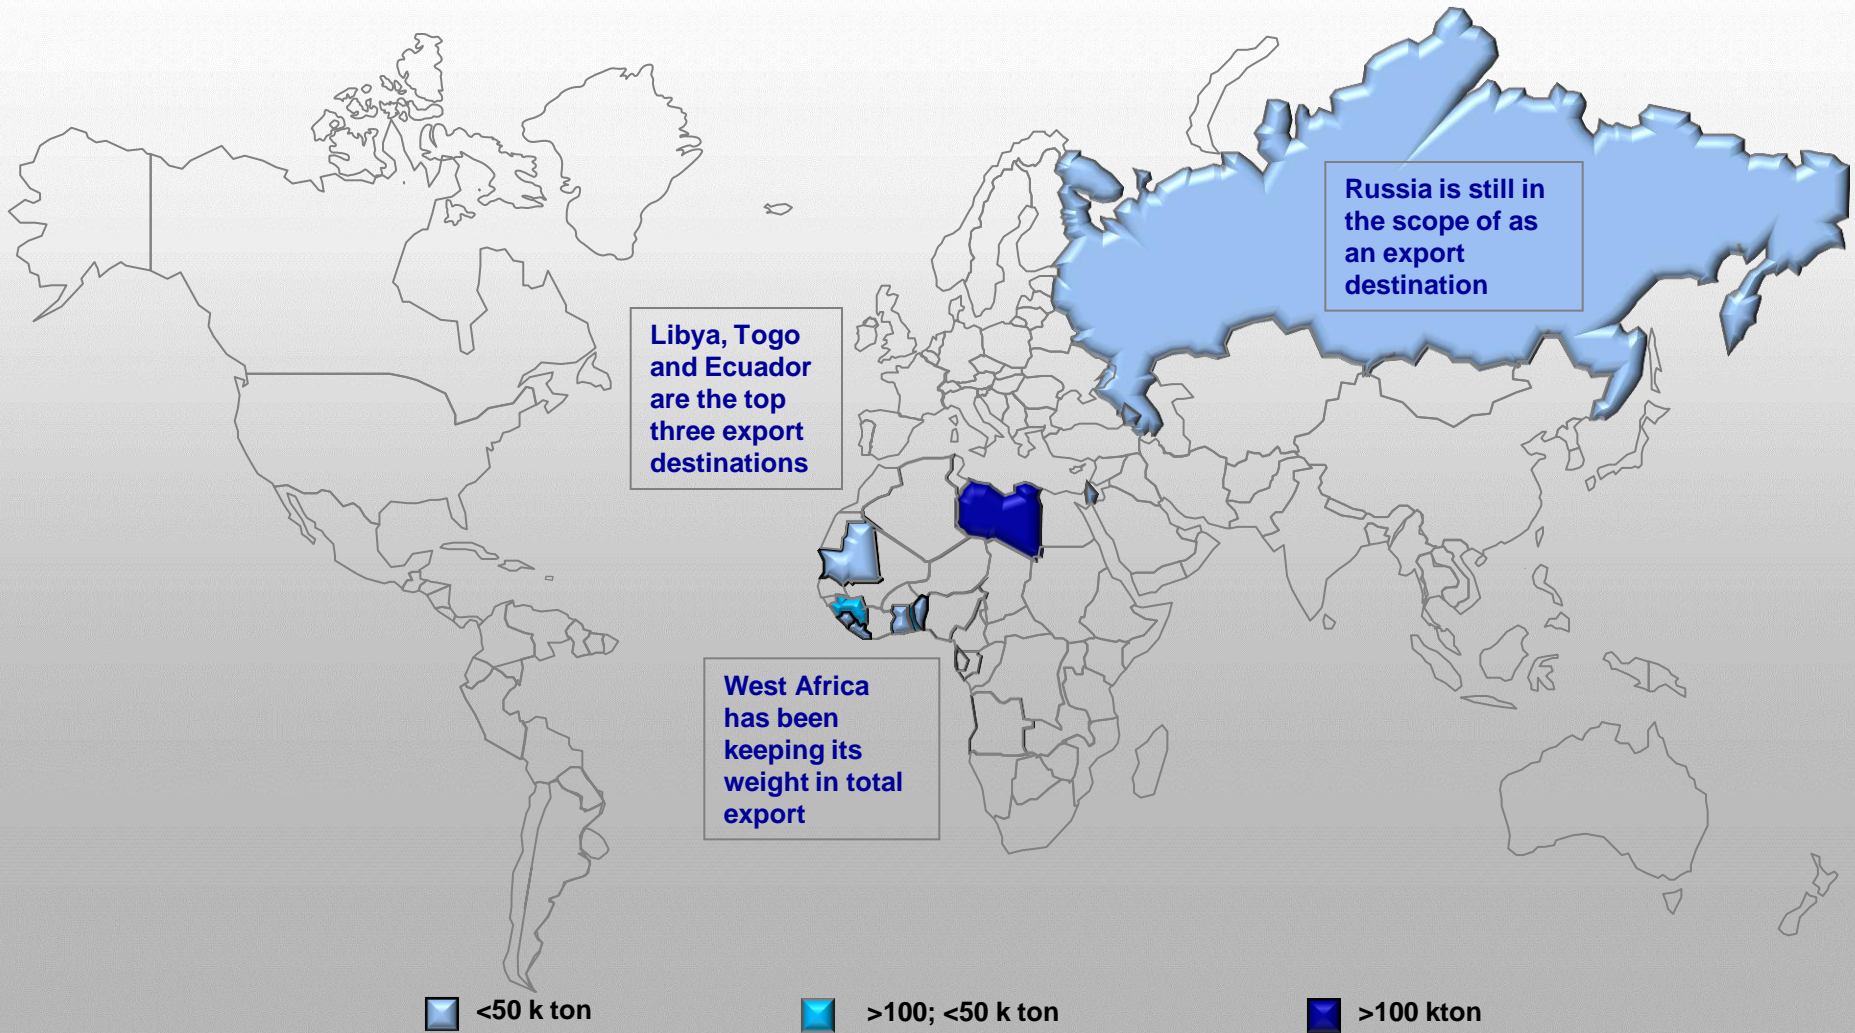 Russia is still in
the scope of as
an export
destination
Libya, Togo
and Ecuador
are the top
three export
destinations
West Africa
has been
keeping its
weight in total
export
<50 k ton
>100; <50 k ton
>100 kton